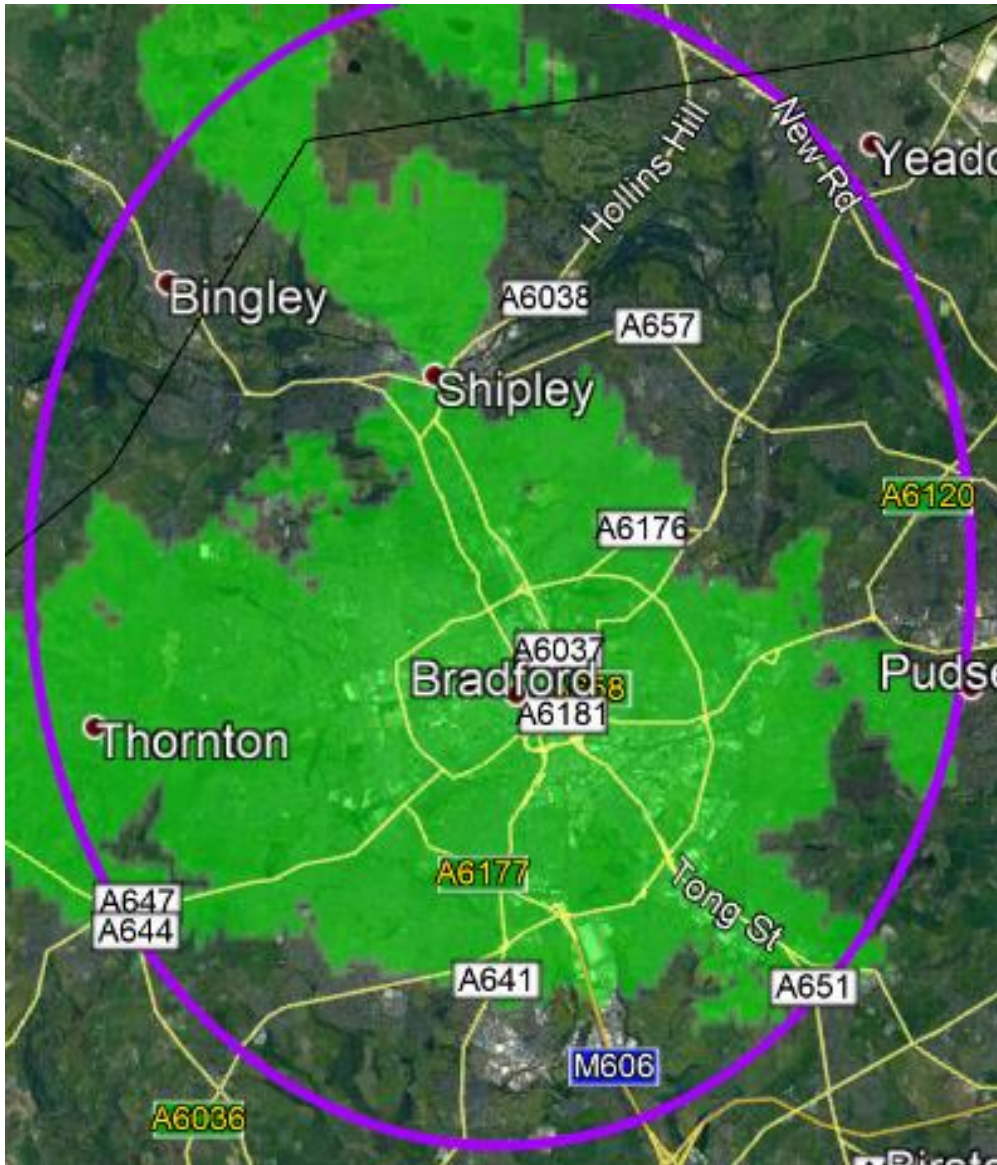 Yeado
New Rd
Hollins Hill
Bingley
A6038
A657
Shipley
A6120
A6176
A6037
Bradford
A6181
Pudse
Thornton
A6177
Tong St
A647
A644
A641
A651
M606
A6036